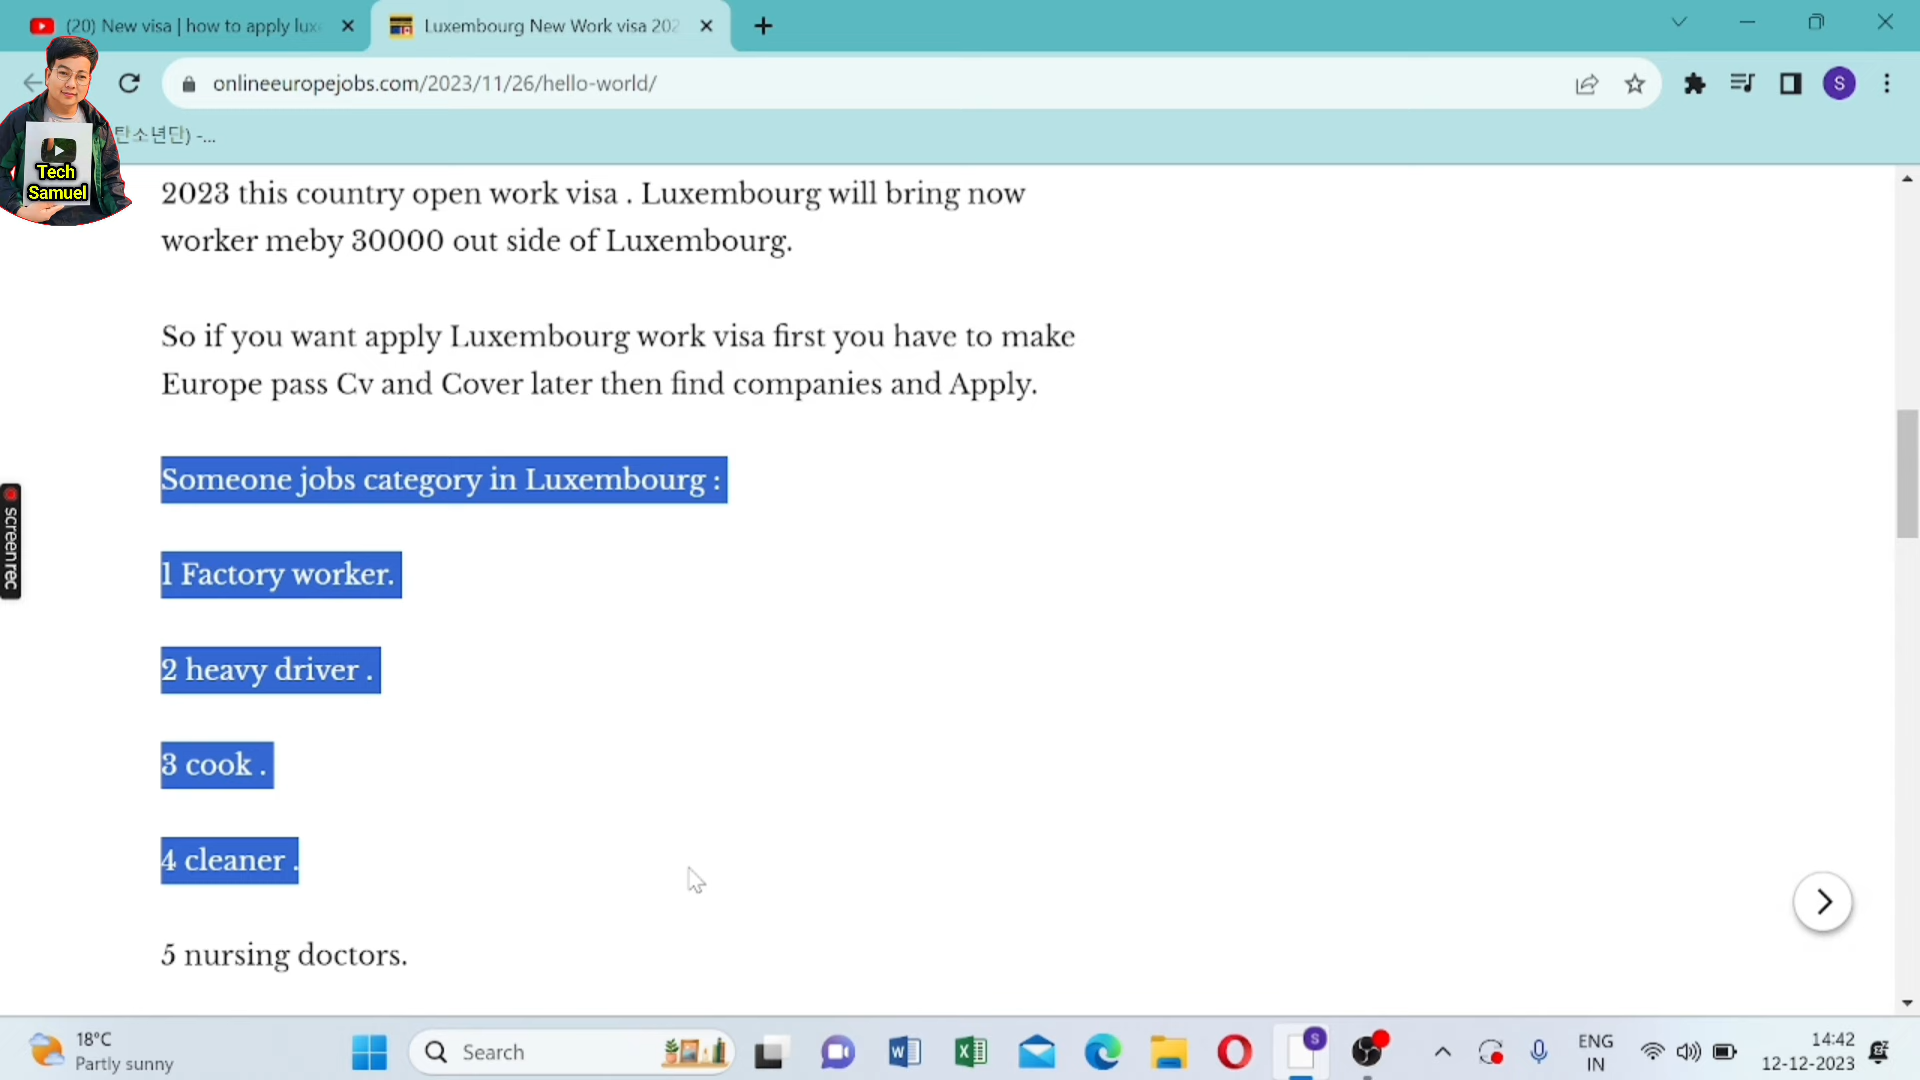 (20) New visa | how to apply lux
Luxembourg New Work visa 202
onlineeuropejobs.com/2023/11/26/hello-world/
탄소년단) -...
Tech
Samuel
2023 this country open work visa . Luxembourg will bring now
worker meby 30000 out side of Luxembourg.
So if you want apply Luxembourg work visa first you have to make
Europe pass Cv and Cover later then find companies and Apply.
Someone jobs category in Luxembourg :
1 Factory worker.
2 heavy driver .
3 cook .
4 cleaner .
5 nursing doctors.
screenrec
S
18°C
Partly sunny
Search
S
ENG
IN
14:42
12-12-2023